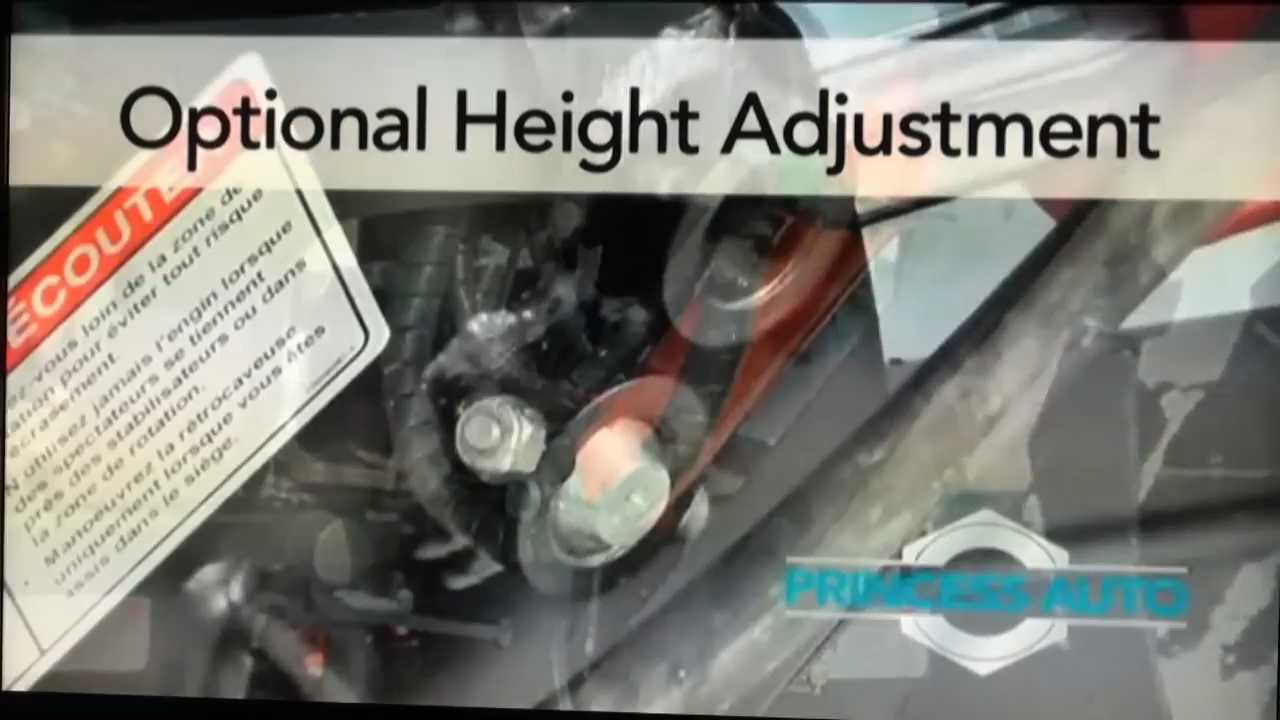 Optional Height Adjustment
ÉCOUTE
ez vous loin de la zone de
ation pour éviter tout risque
écrasement.
N'utilisez jamais l'engin lorsque
des spectateurs se tiennent
près des stabilisateurs ou dans
la zone de rotation.
Manoeuvrez la rétrocaveuse
uniquement lorsque vous êtes
assis dans le siège.
PRINCESS AUTO